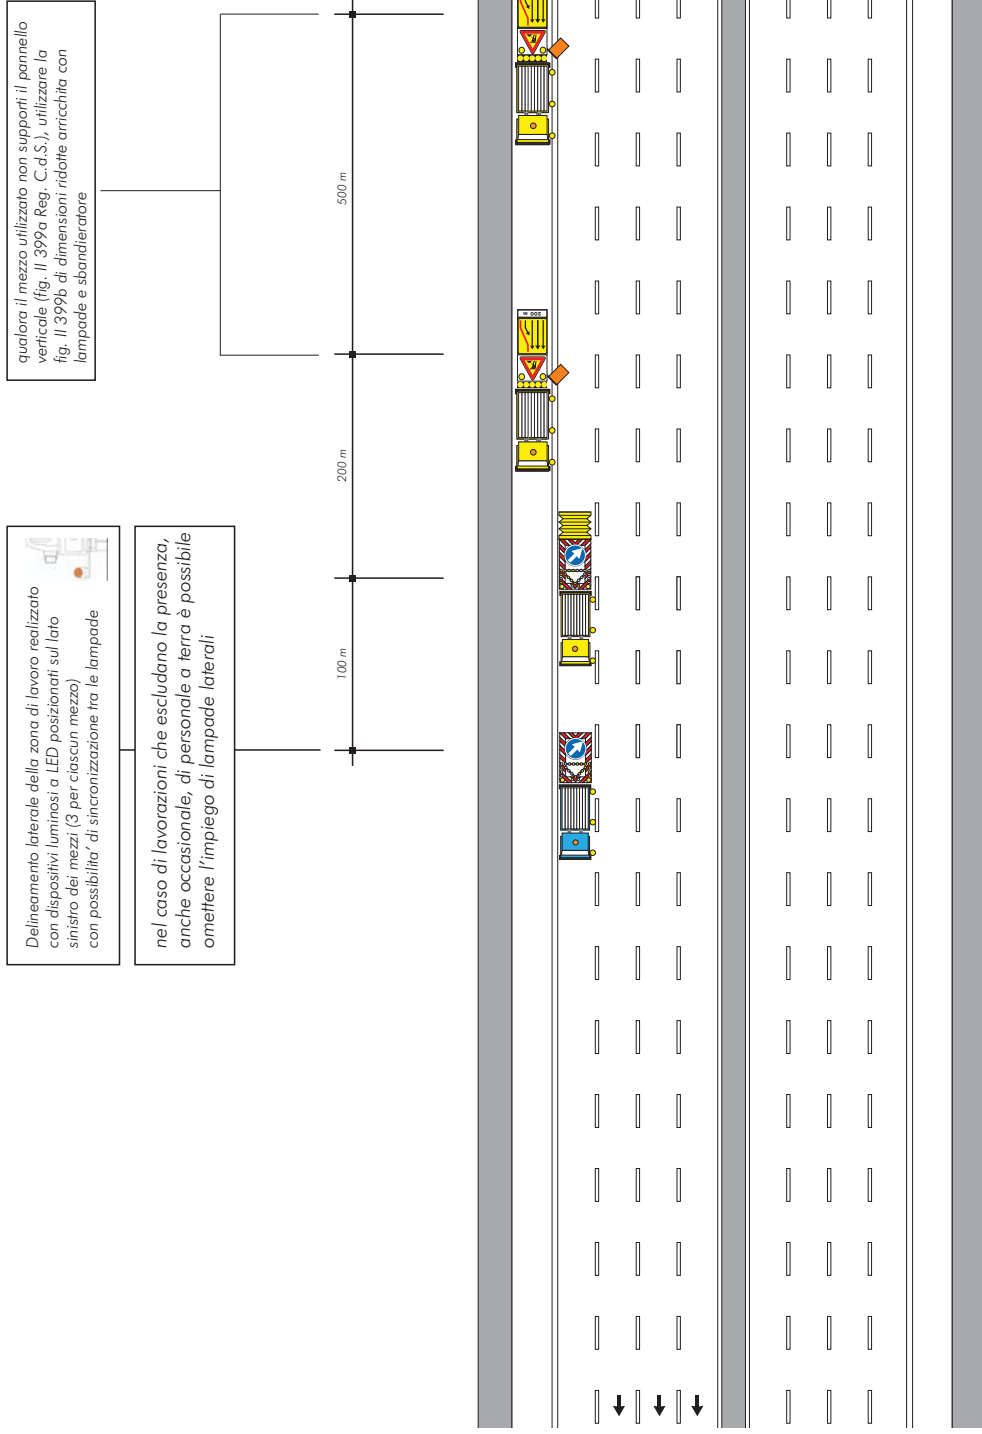 qualora il mezzo utilizzato non supporti il pannello
verticale (fig. II 399a Reg. C.d.S.), utilizzare la
fig. II 399b di dimensioni ridotte arricchita con
lampade e sbandieratore
500 m
200 m
200 m
100 m
Delineamento laterale della zona di lavoro realizzato
con dispositivi luminosi a LED posizionati sul lato
sinistro dei mezzi (3 per ciascun mezzo)
con possibilita' di sincronizzazione tra le lampade
nel caso di lavorazioni che escludano la presenza,
anche occasionale, di personale a terra è possibile
omettere l'impiego di lampade laterali